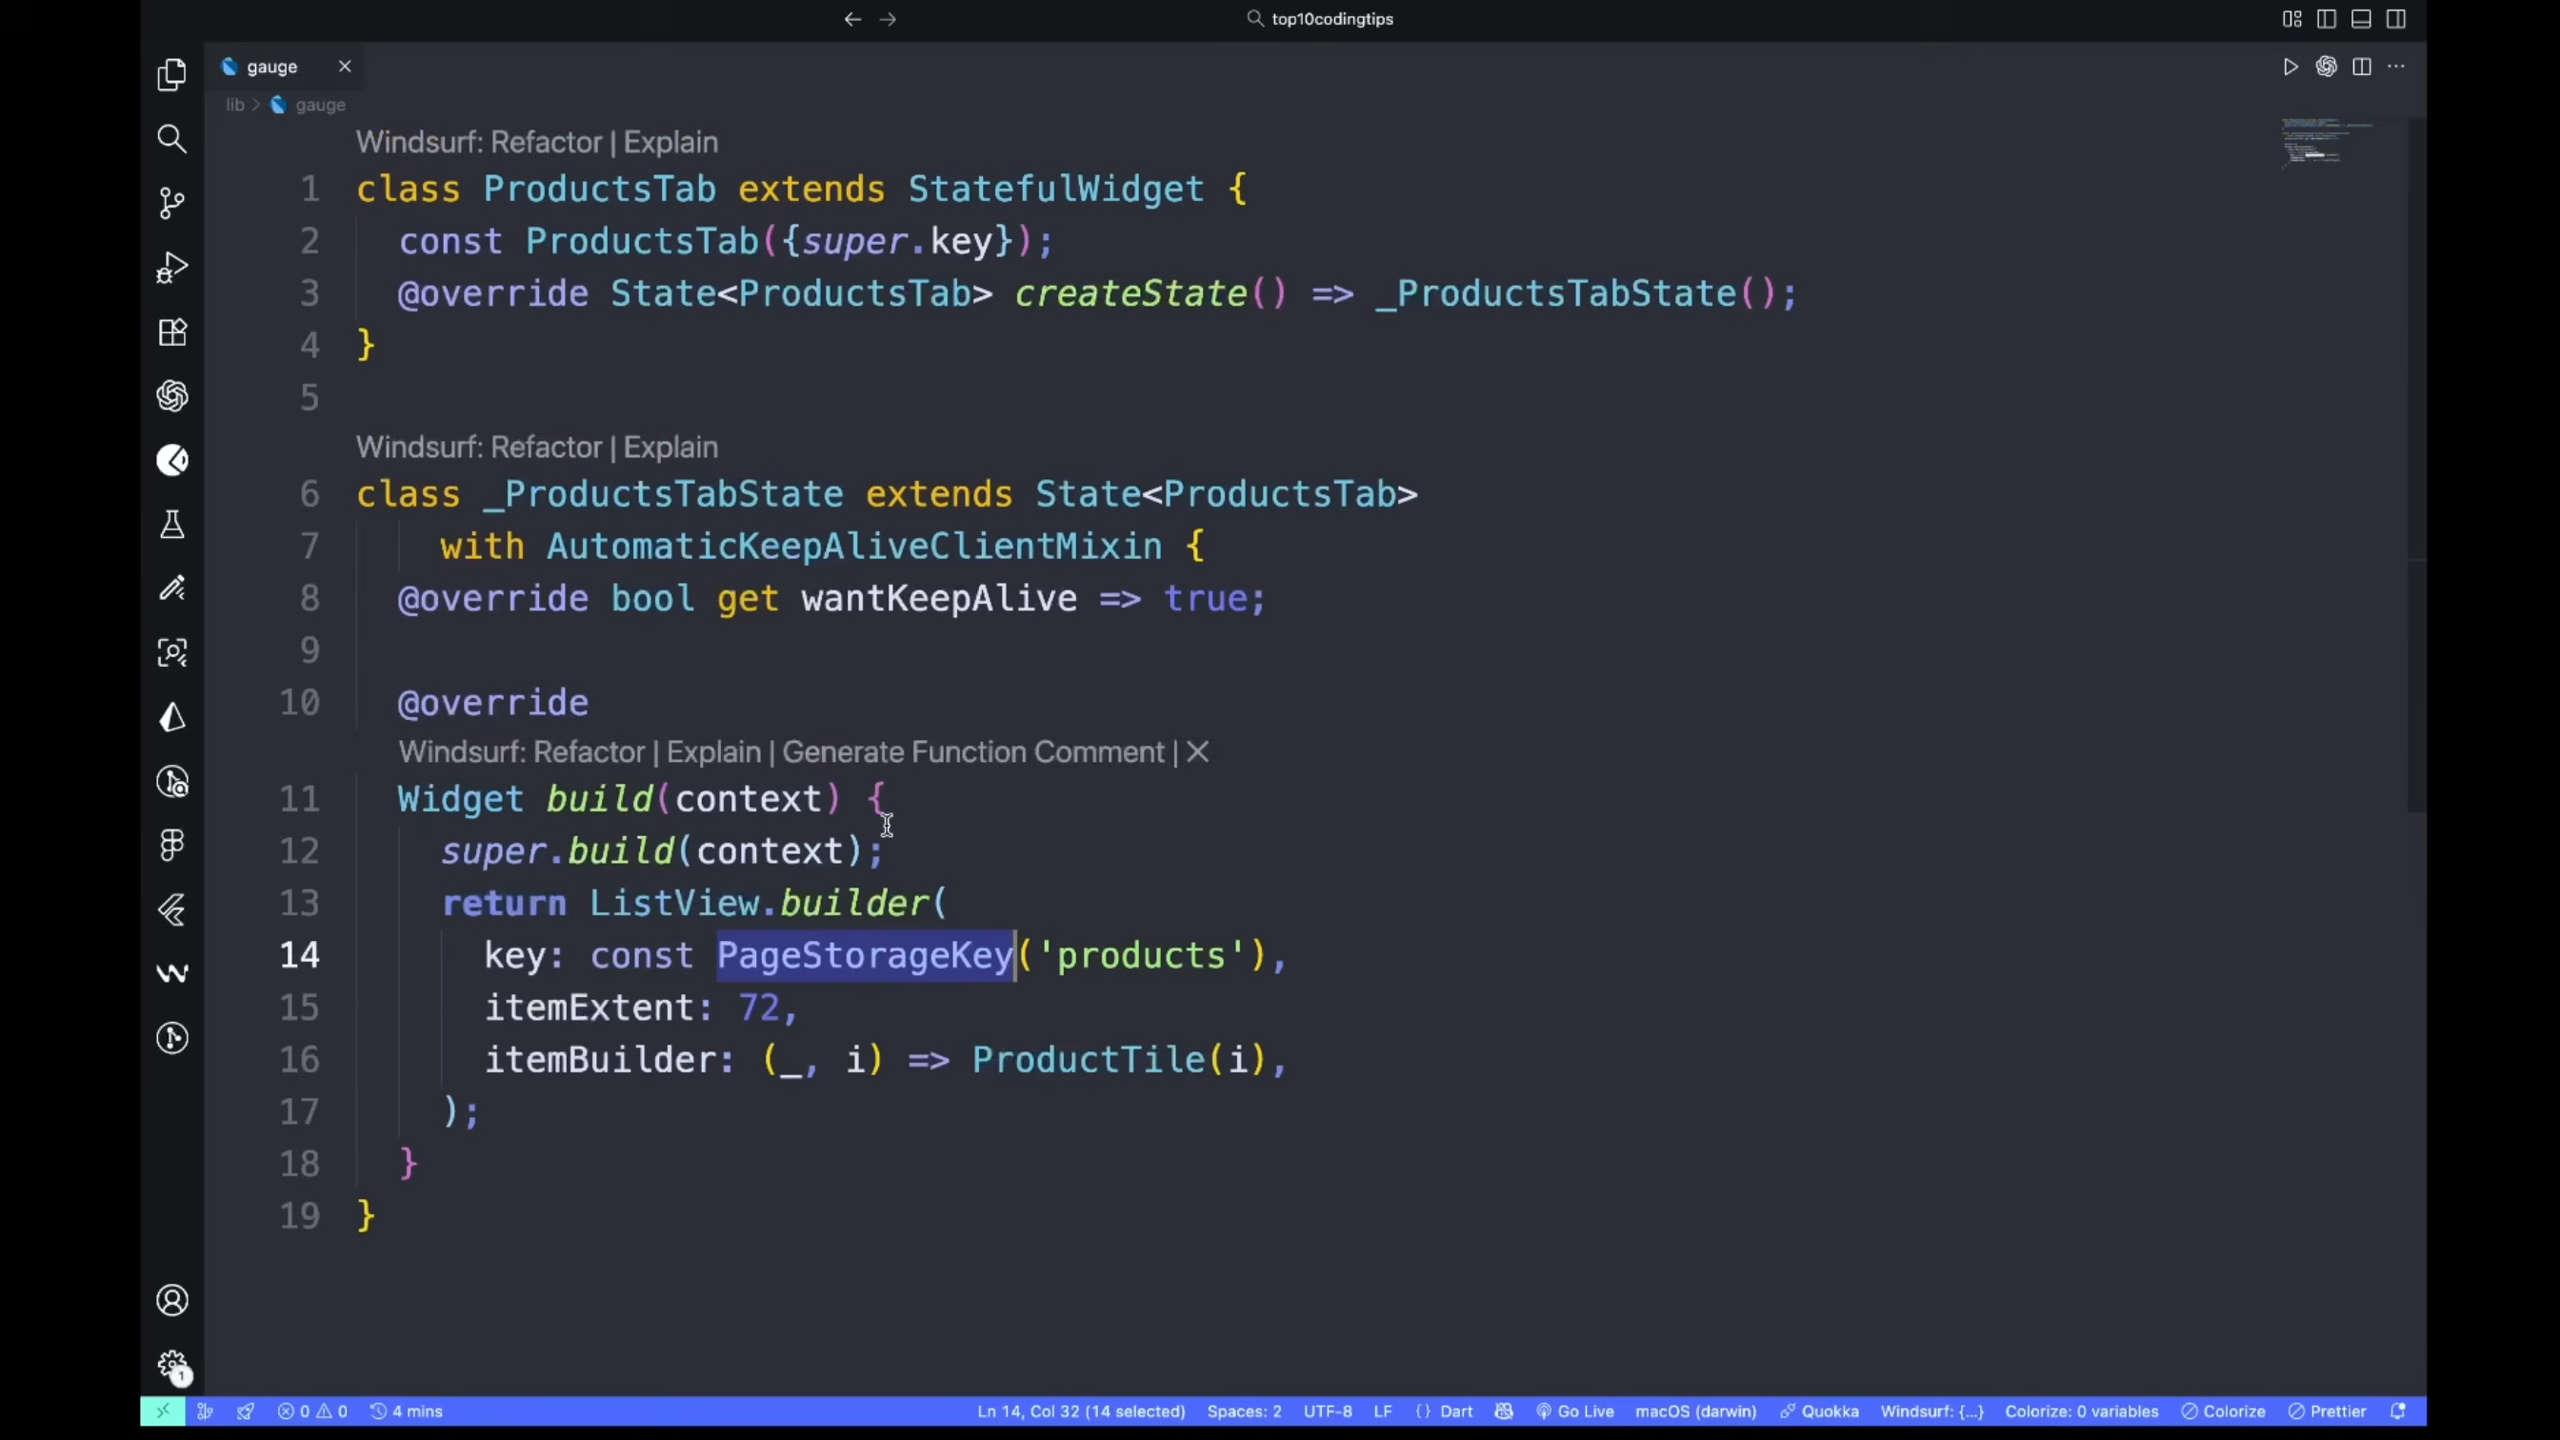 top10codingtips
gauge
lib > gauge
Windsurf: Refactor | Explain
1 class ProductsTab extends StatefulWidget {
2 const ProductsTab({super.key});
3 @override State<ProductsTab> createState() => _ProductsTabState();
4 }
5
Windsurf: Refactor | Explain
6 class _ProductsTabState extends State<ProductsTab>
7 with AutomaticKeepAliveClientMixin {
8 @override bool get wantKeepAlive => true;
9
10 @override
Windsurf: Refactor | Explain | Generate Function Comment | ×
11 Widget build(context) {
12 super.build(context);
13 return ListView.builder(
14 key: const PageStorageKey('products'),
15 itemExtent: 72,
16 itemBuilder: (_, i) => ProductTile(i),
17 );
18 }
19 }
1
0 0 4 mins Ln 14, Col 32 (14 selected) Spaces: 2 UTF-8 LF {} Dart Go Live macOS (darwin) Quokka Windsurf: {...} Colorize: 0 variables Colorize Prettier